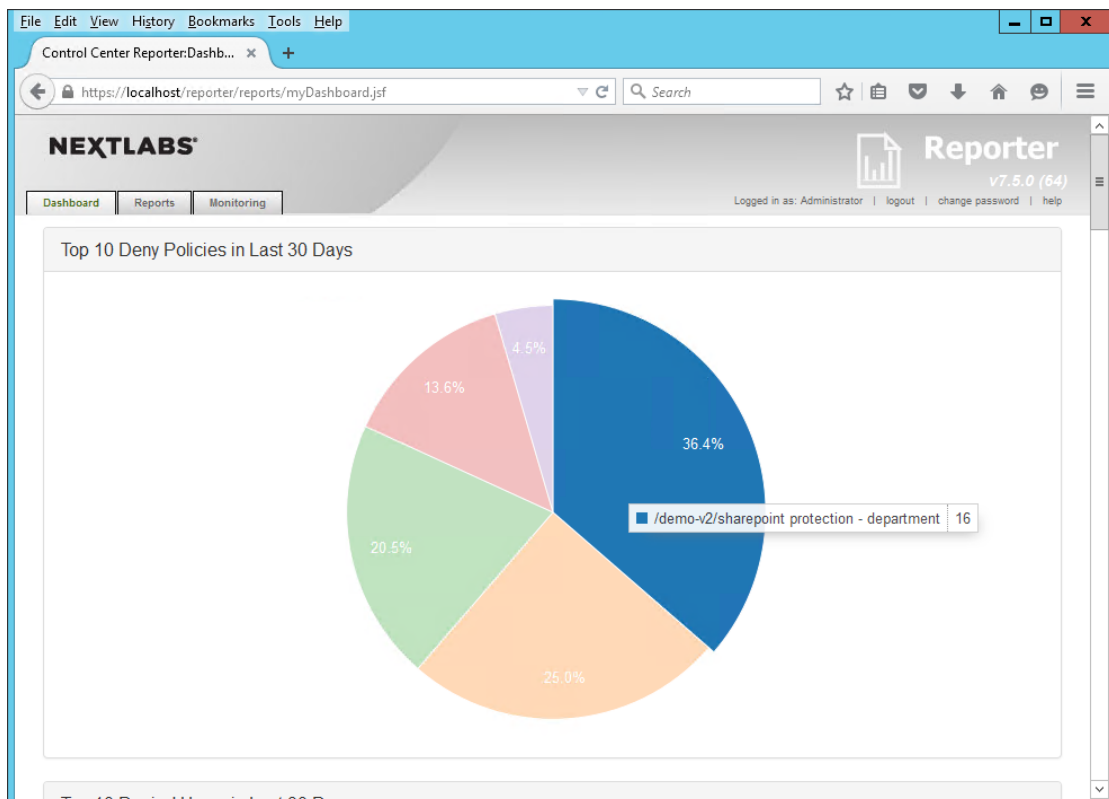 File Edit View History Bookmarks Tools Help
Control Center Reporter:Dashb...
https://localhost/reporter/reports/myDashboard.jsf
Search
NEXTLABS®
Reporter
v7.5.0 (64)
Dashboard Reports Monitoring
Logged in as: Administrator | logout | change password | help
Top 10 Deny Policies in Last 30 Days
4.5%
13.6%
36.4%
/demo-v2/sharepoint protection - department 16
20.5%
25.0%